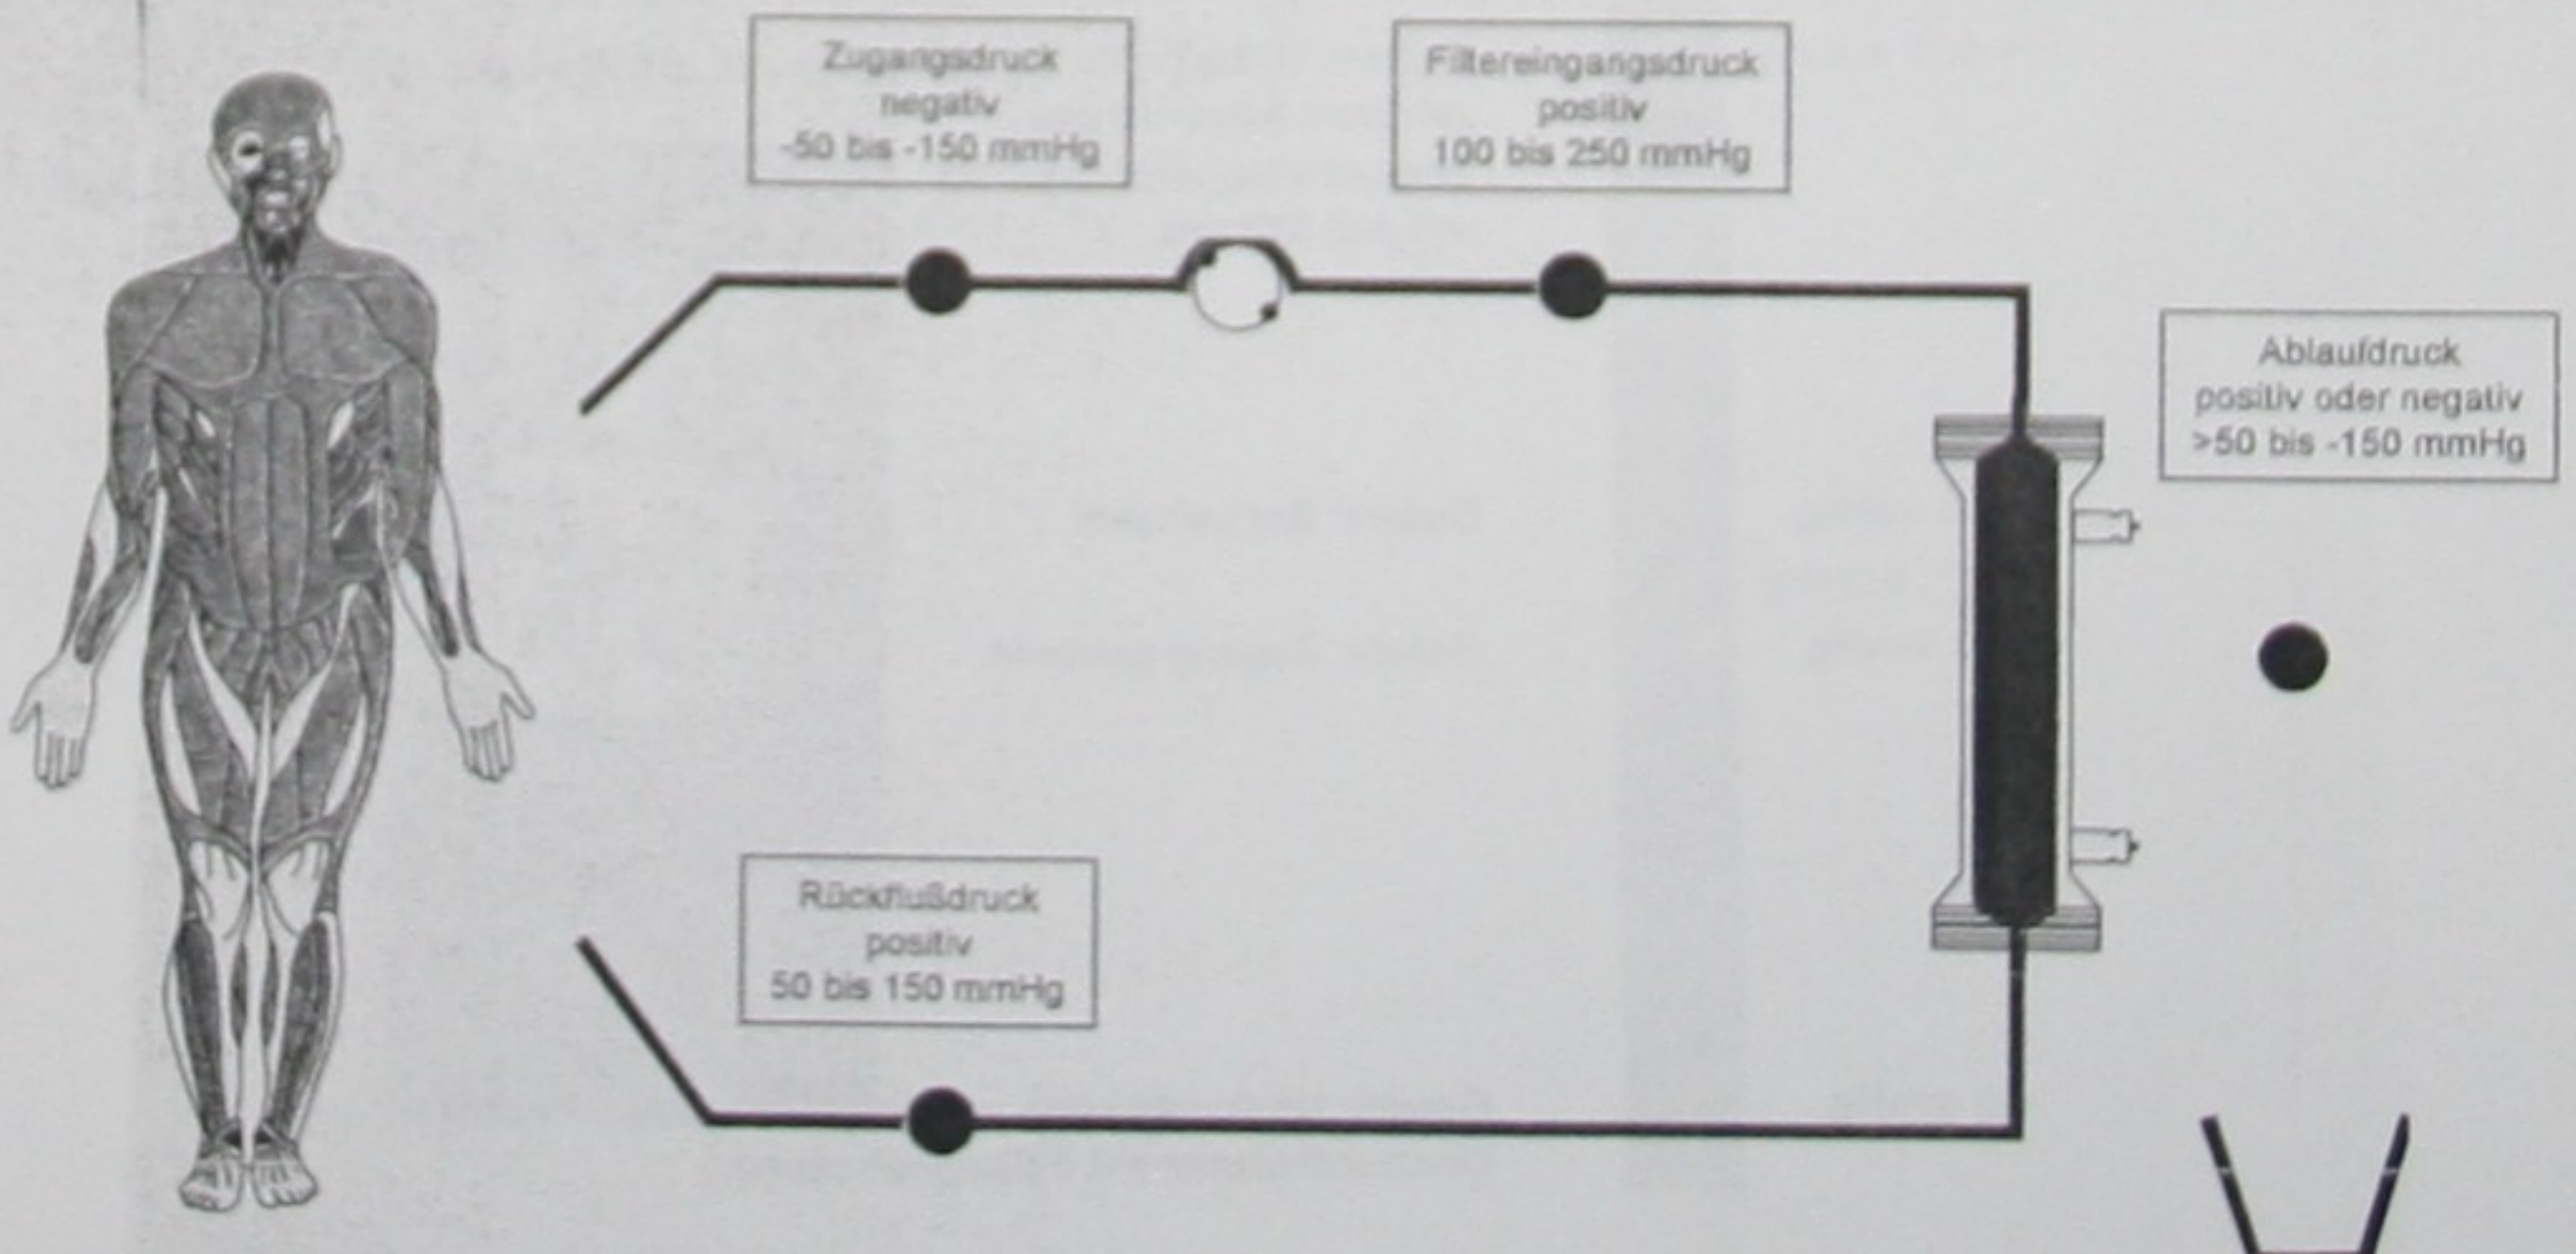 Zugangsdruck
negativ
-50 bis -150 mmHg
Filtereingangsdruck
positiv
100 bis 250 mmHg
Ablaufdruck
positiv oder negativ
>50 bis -150 mmHg
Rückflußdruck
positiv
50 bis 150 mmHg